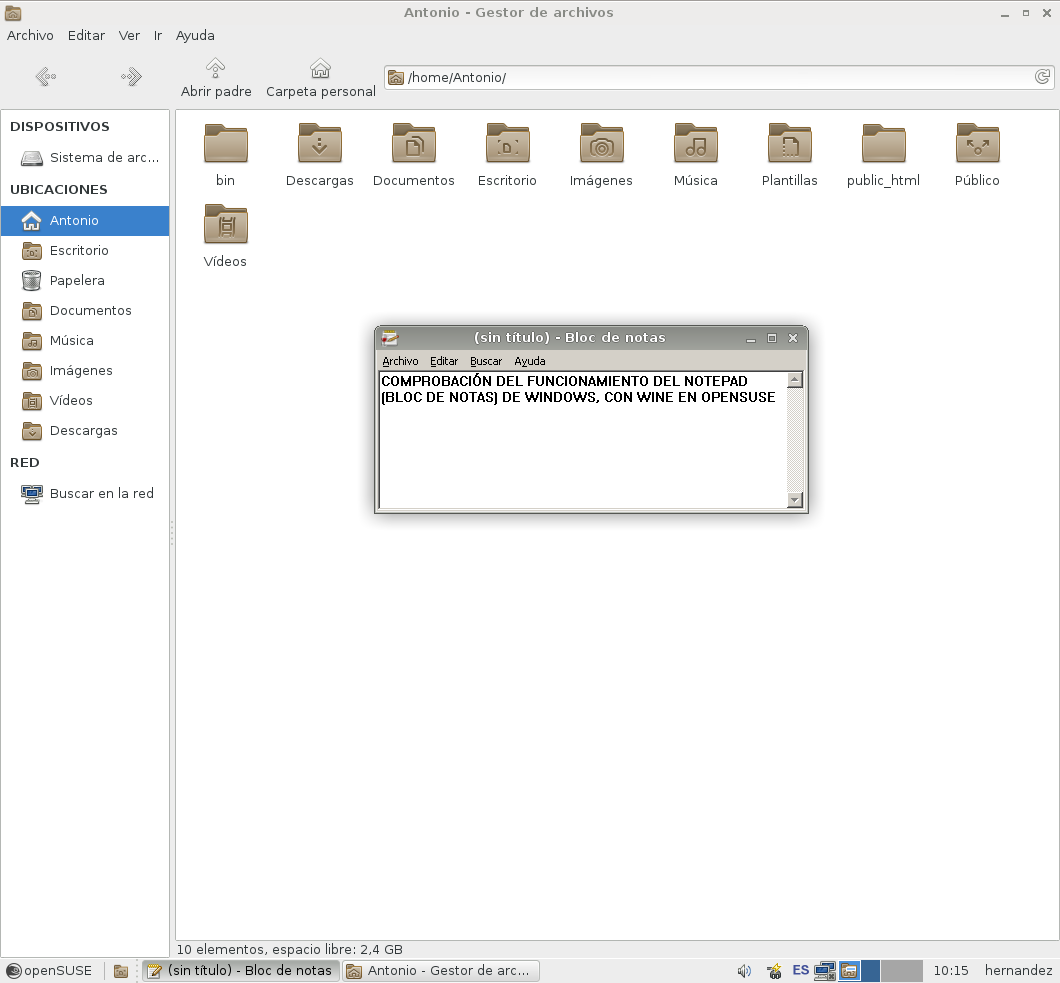 Antonio - Gestor de archivos
Archivo Editar Ver Ir Ayuda
Abrir padre Carpeta personal /home/Antonio/
DISPOSITIVOS
Sistema de arc...
UBICACIONES
Antonio
Escritorio
Papelera
Documentos
Música
Imágenes
Vídeos
Descargas
RED
Buscar en la red
bin Descargas Documentos Escritorio Imágenes Música Plantillas public_html Público
Vídeos
(sin título) - Bloc de notas
Archivo Editar Buscar Ayuda
COMPROBACIÓN DEL FUNCIONAMIENTO DEL NOTEPAD
(BLOC DE NOTAS) DE WINDOWS, CON WINE EN OPENSUSE
10 elementos, espacio libre: 2,4 GB
openSUSE (sin título) - Bloc de notas Antonio - Gestor de arc... ES 10:15 hernandez